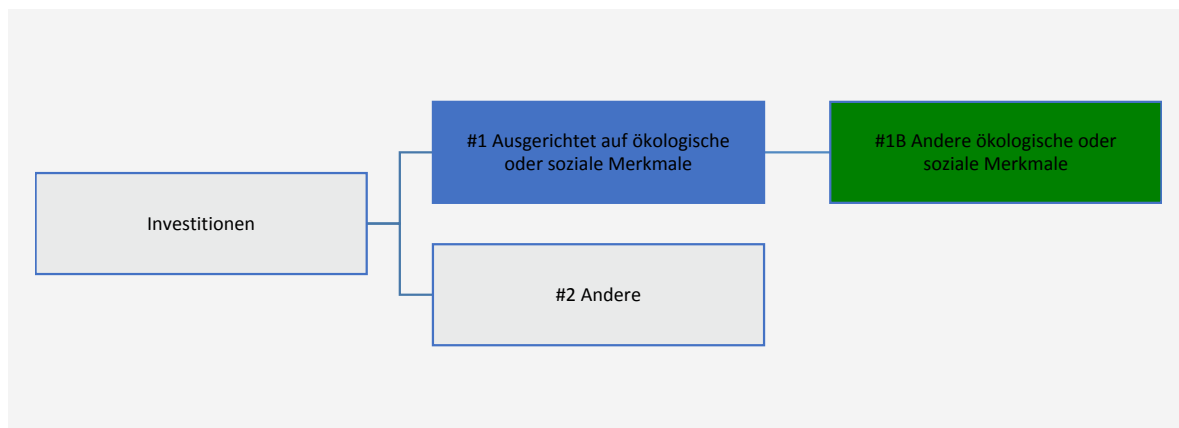 #1 Ausgerichtet auf ökologische
oder soziale Merkmale
#1B Andere ökologische oder
soziale Merkmale
Investitionen
#2 Andere